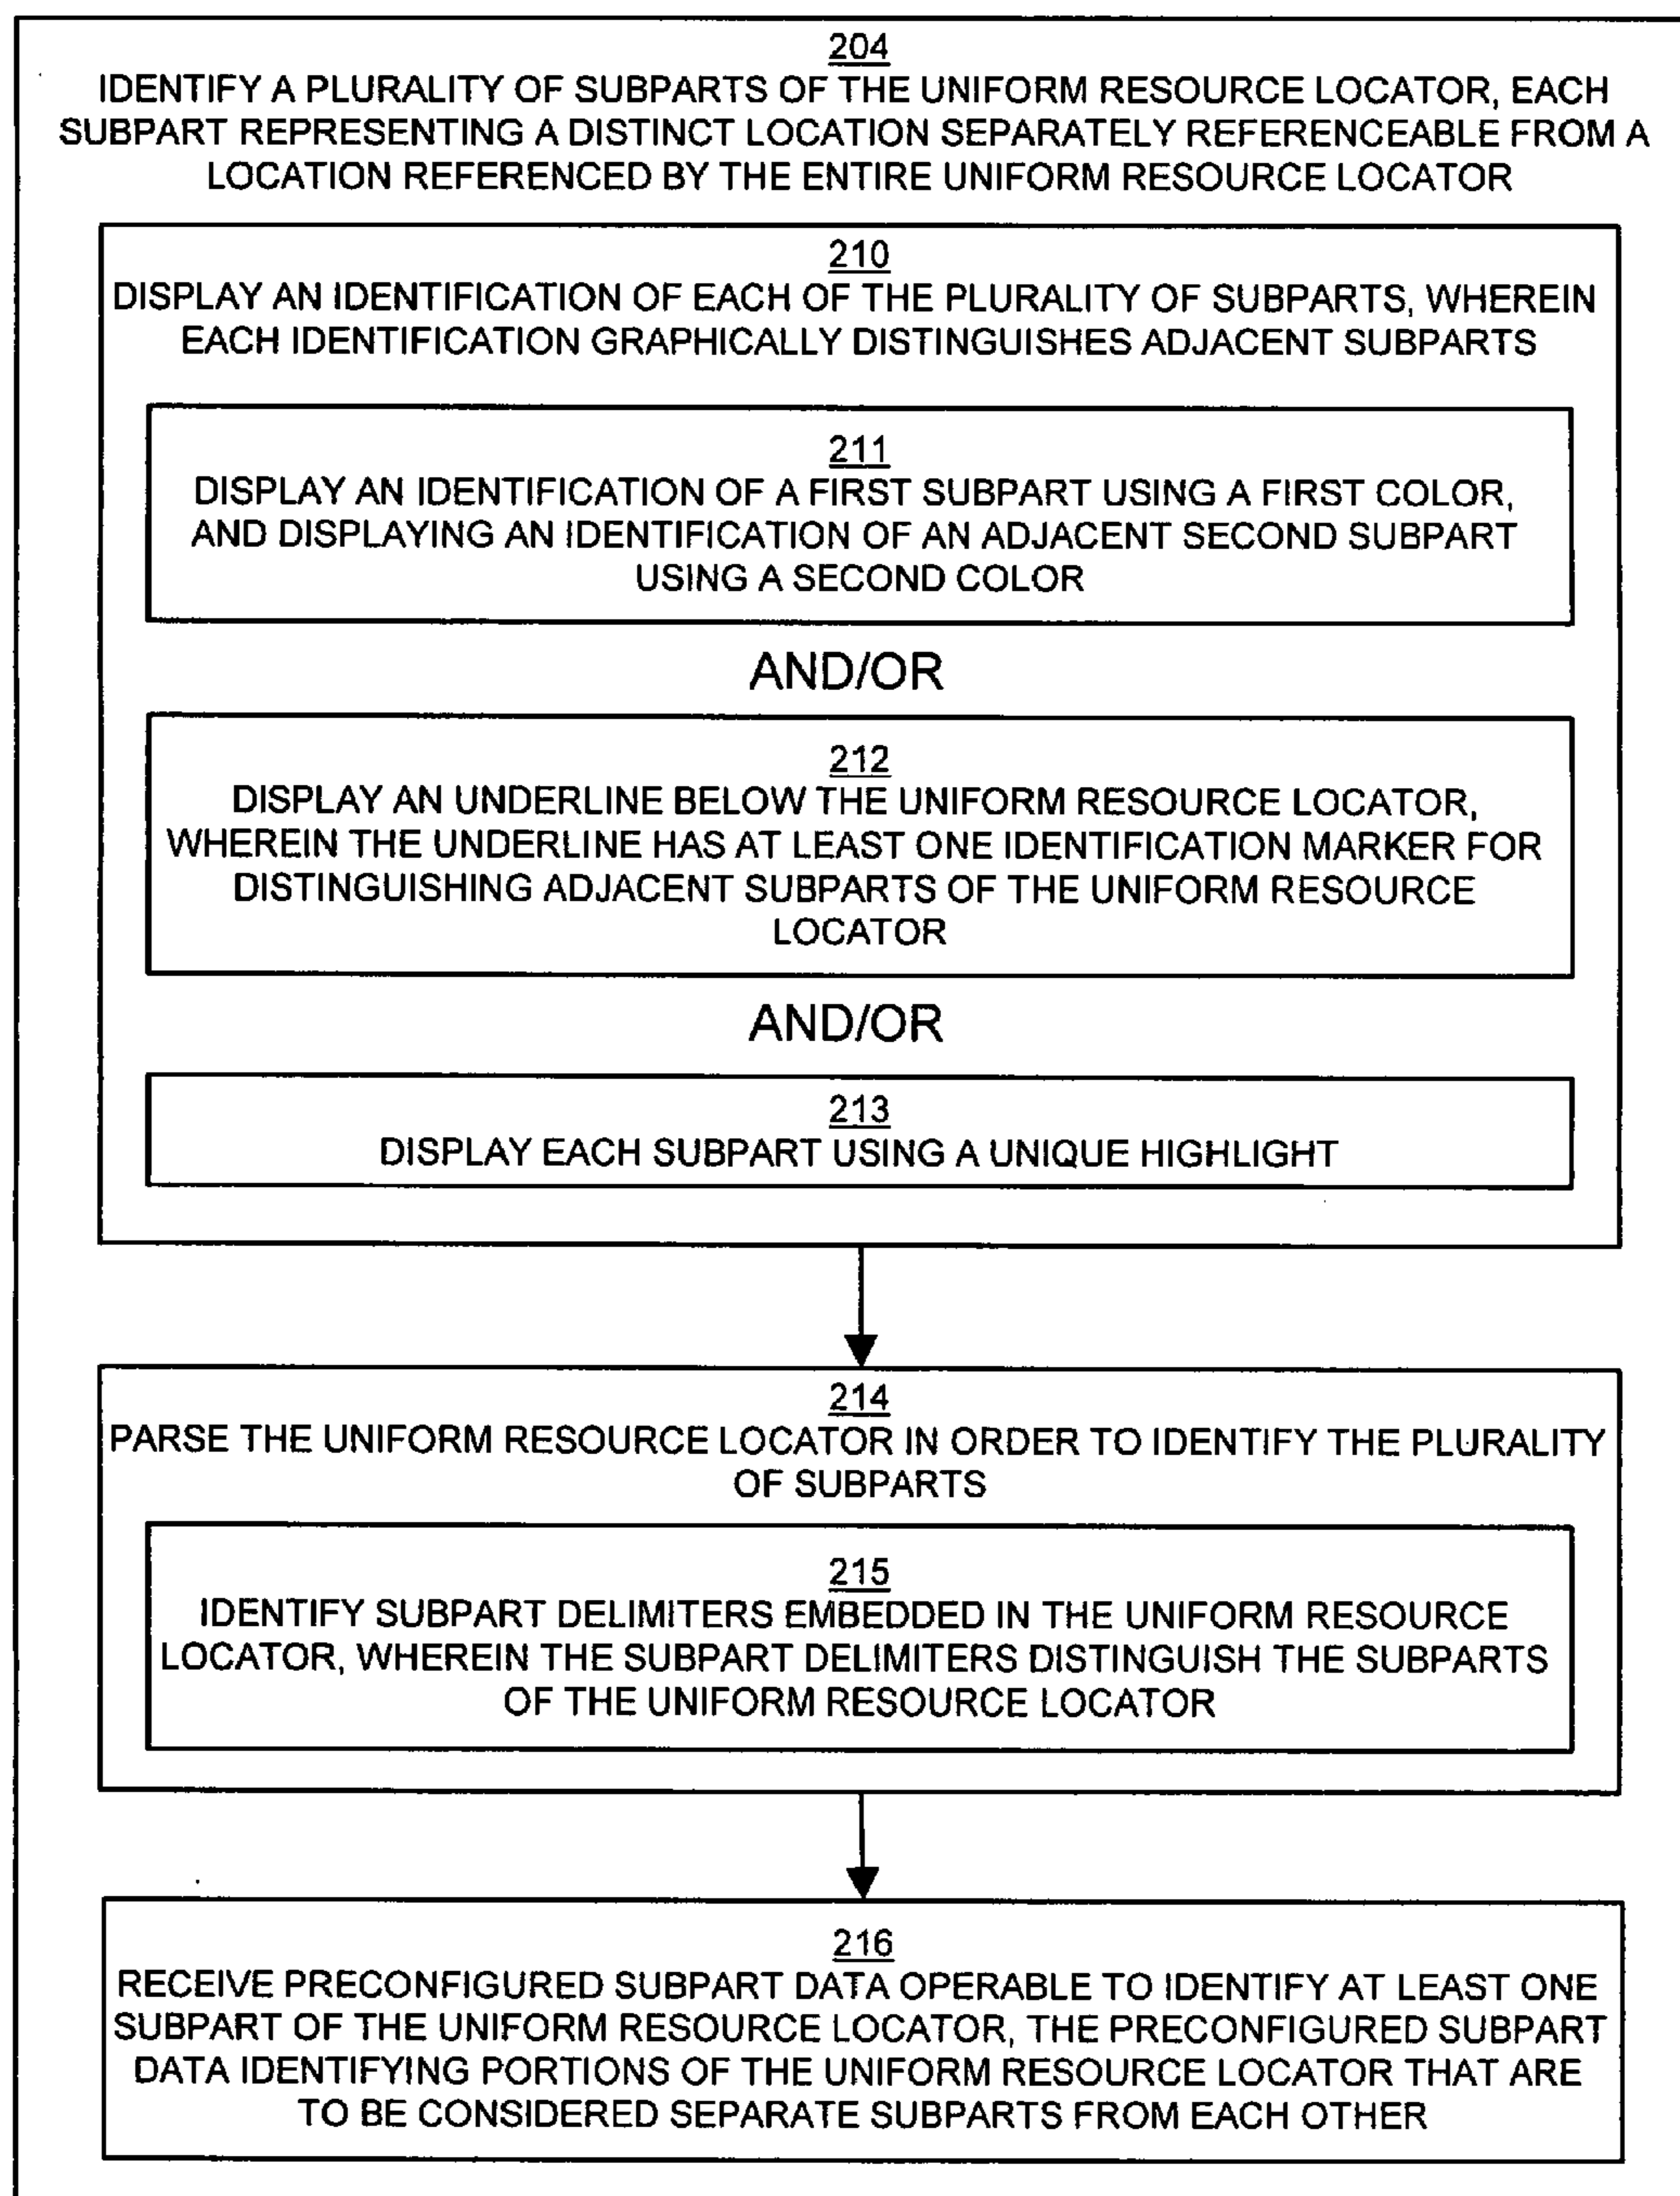 204
IDENTIFY A PLURALITY OF SUBPARTS OF THE UNIFORM RESOURCE LOCATOR, EACH
SUBPART REPRESENTING A DISTINCT LOCATION SEPARATELY REFERENCEABLE FROM A
LOCATION REFERENCED BY THE ENTIRE UNIFORM RESOURCE LOCATOR
210
DISPLAY AN IDENTIFICATION OF EACH OF THE PLURALITY OF SUBPARTS, WHEREIN
EACH IDENTIFICATION GRAPHICALLY DISTINGUISHES ADJACENT SUBPARTS
211
DISPLAY AN IDENTIFICATION OF A FIRST SUBPART USING A FIRST COLOR,
AND DISPLAYING AN IDENTIFICATION OF AN ADJACENT SECOND SUBPART
USING A SECOND COLOR
AND/OR
212
DISPLAY AN UNDERLINE BELOW THE UNIFORM RESOURCE LOCATOR,
WHEREIN THE UNDERLINE HAS AT LEAST ONE IDENTIFICATION MARKER FOR
DISTINGUISHING ADJACENT SUBPARTS OF THE UNIFORM RESOURCE
LOCATOR
AND/OR
213
DISPLAY EACH SUBPART USING A UNIQUE HIGHLIGHT
214
PARSE THE UNIFORM RESOURCE LOCATOR IN ORDER TO IDENTIFY THE PLURALITY
OF SUBPARTS
215
IDENTIFY SUBPART DELIMITERS EMBEDDED IN THE UNIFORM RESOURCE
LOCATOR, WHEREIN THE SUBPART DELIMITERS DISTINGUISH THE SUBPARTS
OF THE UNIFORM RESOURCE LOCATOR
216
RECEIVE PRECONFIGURED SUBPART DATA OPERABLE TO IDENTIFY AT LEAST ONE
SUBPART OF THE UNIFORM RESOURCE LOCATOR, THE PRECONFIGURED SUBPART
DATA IDENTIFYING PORTIONS OF THE UNIFORM RESOURCE LOCATOR THAT ARE
TO BE CONSIDERED SEPARATE SUBPARTS FROM EACH OTHER